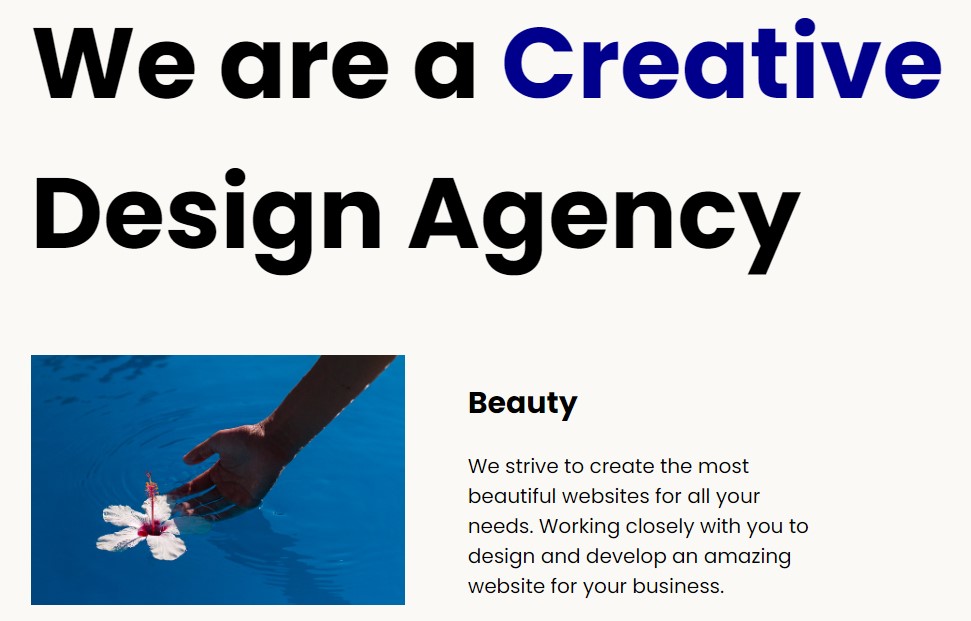 We are a Creative
Design Agency
Beauty
We strive to create the most
beautiful websites for all your
needs. Working closely with you to
design and develop an amazing
website for your business.